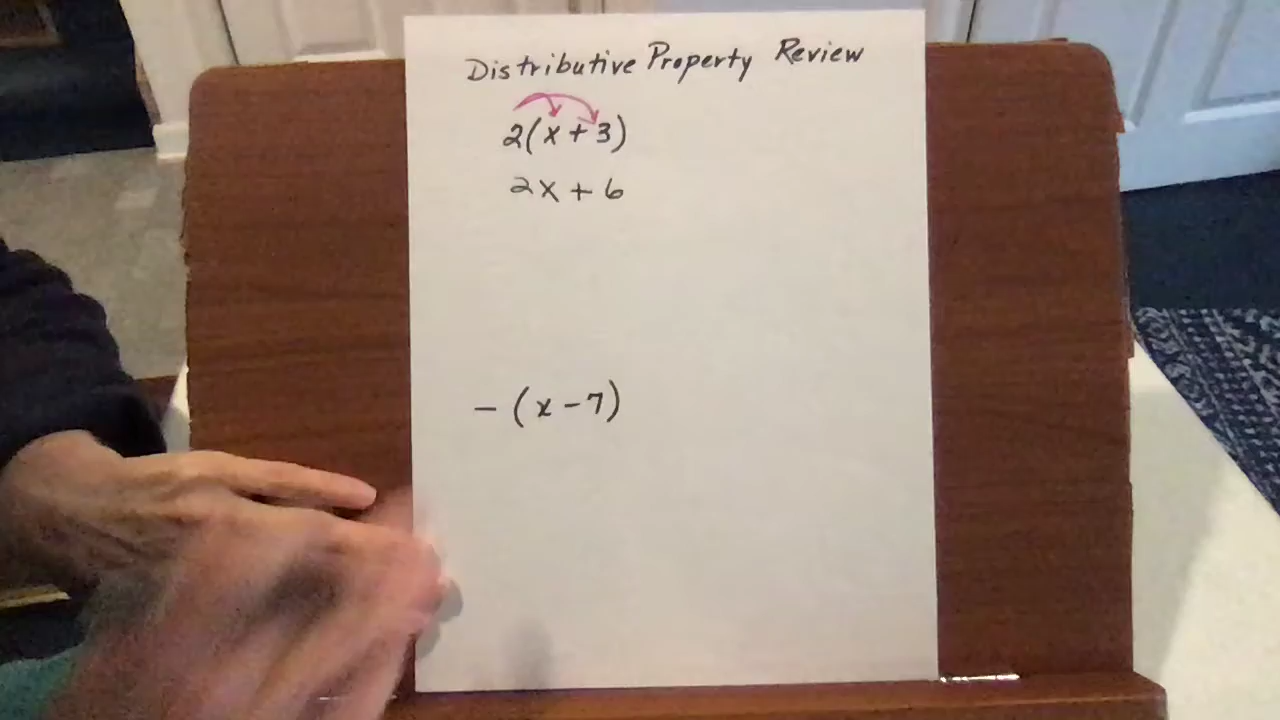 Distributive Property Review
2(x+3)
2x + 6
- (x - 7)